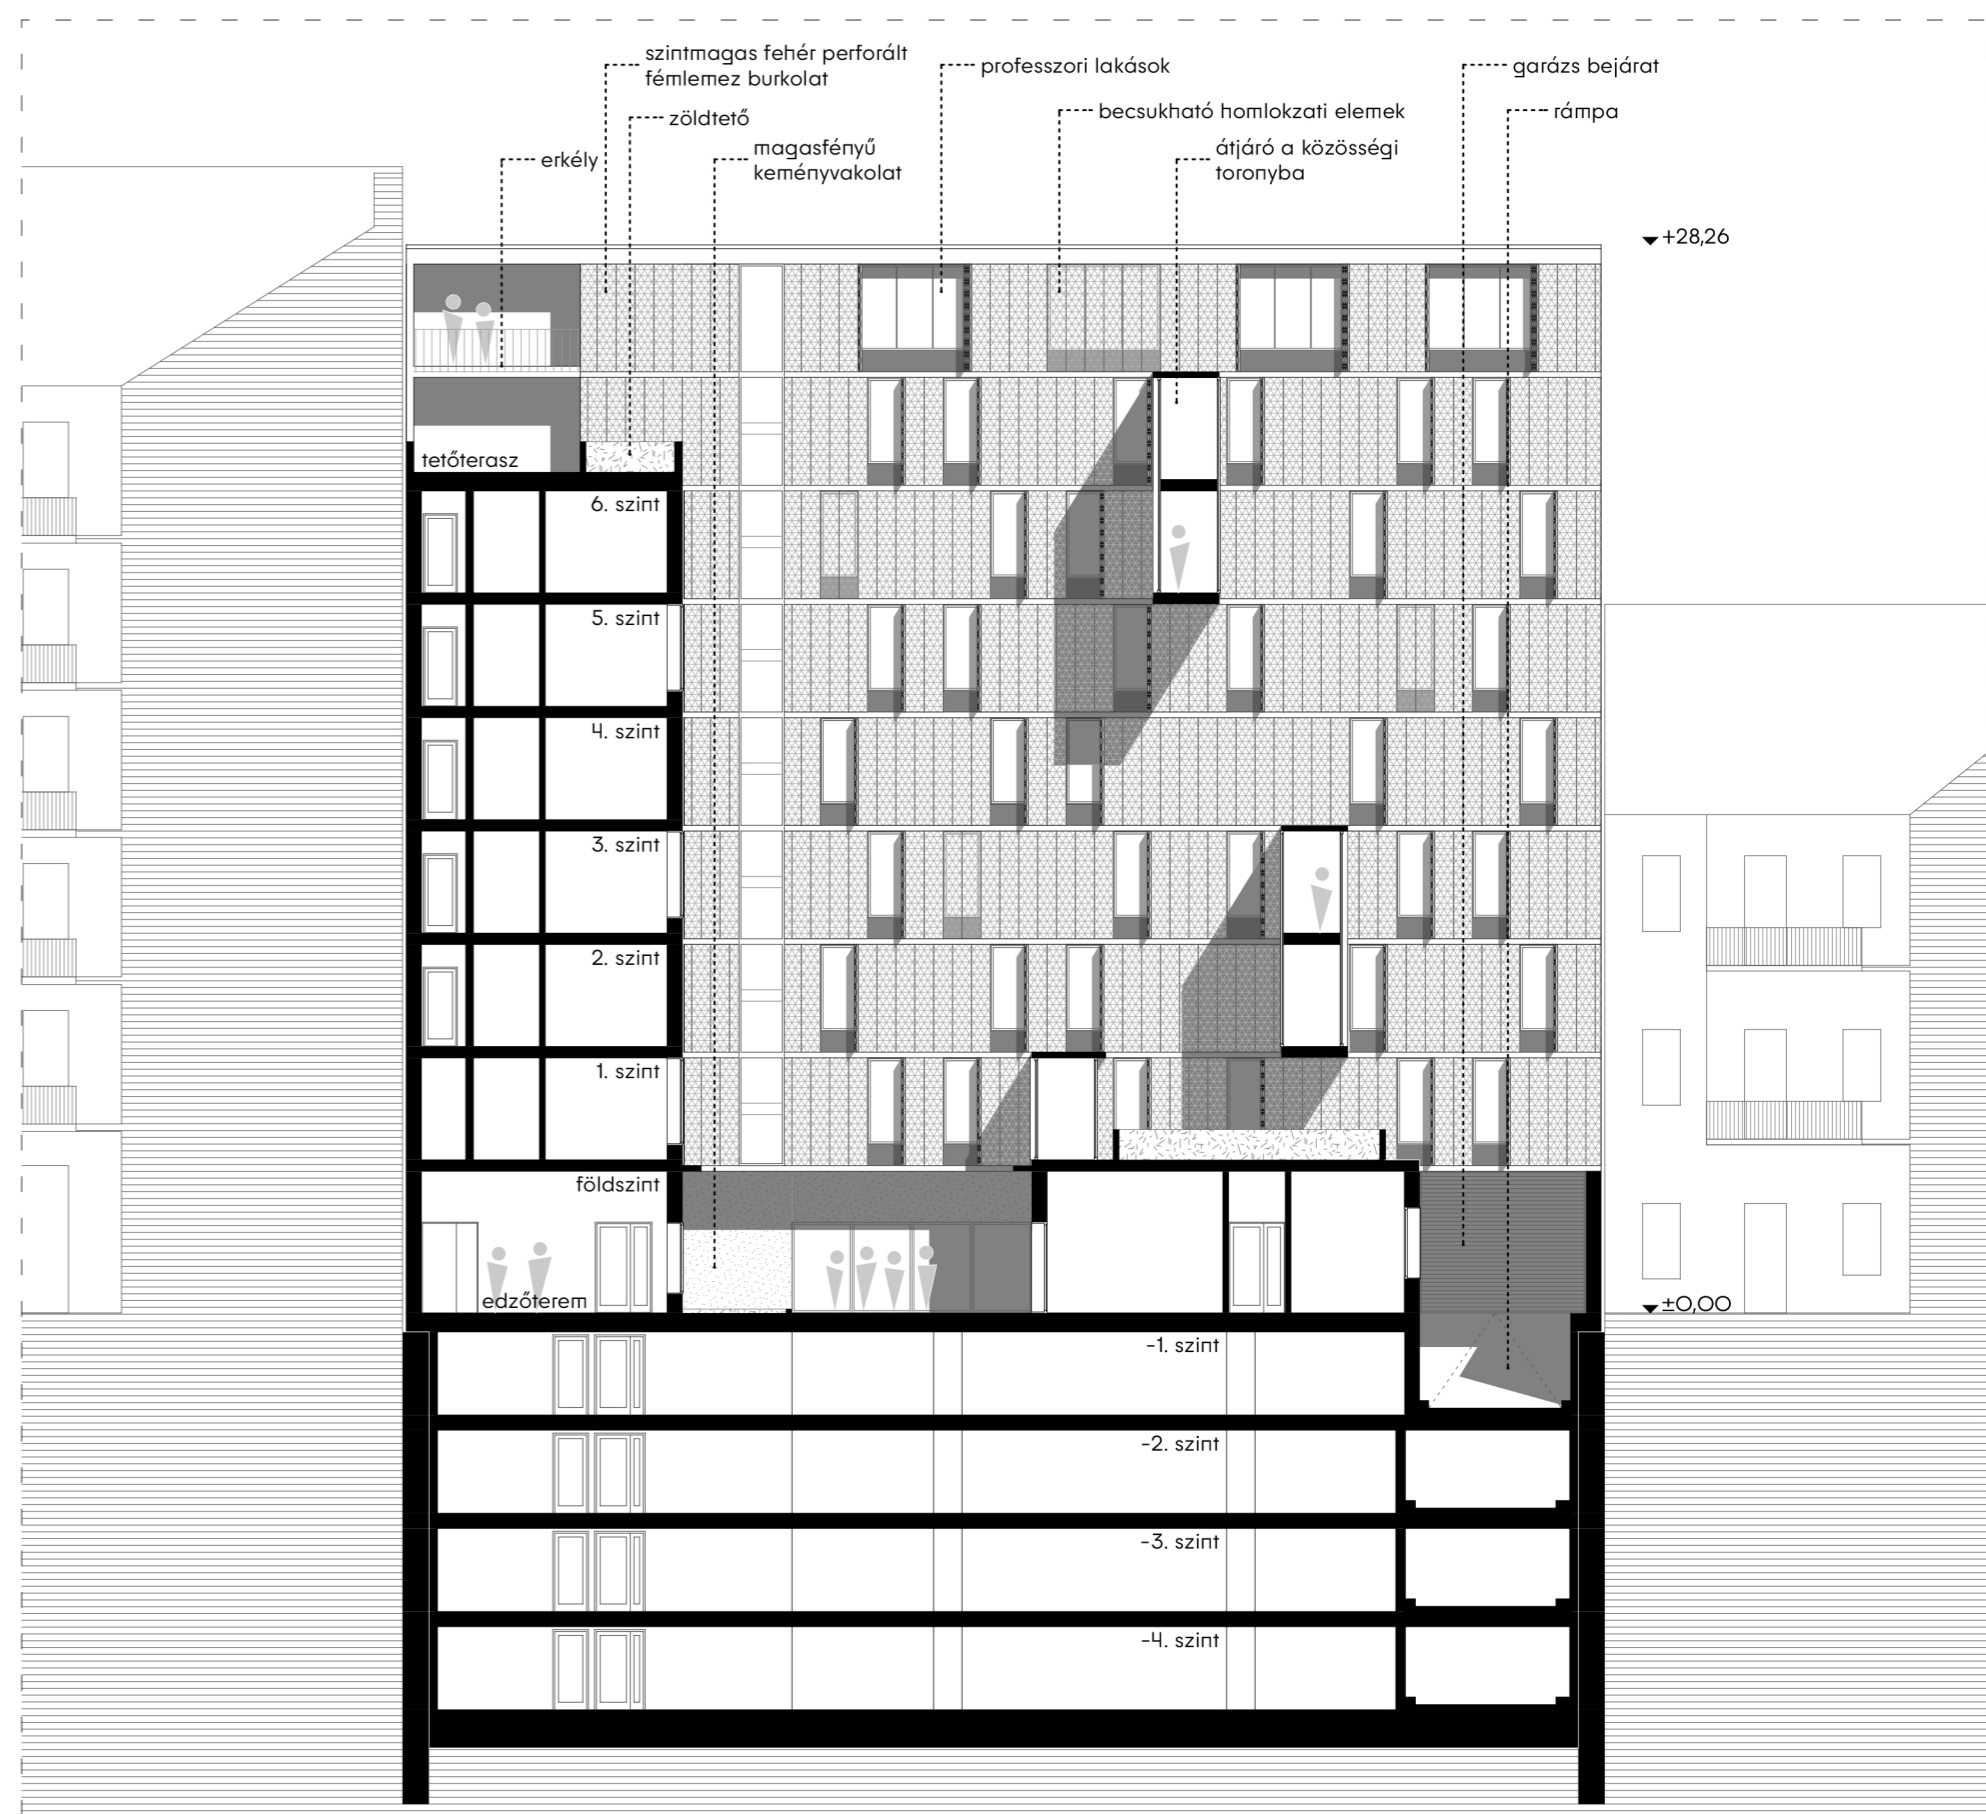 szintmagas fehér perforált
fémlemez burkolat
professzori lakások
garázs bejárat
zöldtető
becsukható homlokzati elemek
rámpa
erkély
magasfényű
keményvakolat
átjáró a közösségi
toronyba
+28,26
tetőterasz
6. szint
5. szint
4. szint
3. szint
2. szint
1. szint
földszint
edzőterem
±0,00
-1. szint
-2. szint
-3. szint
-4. szint